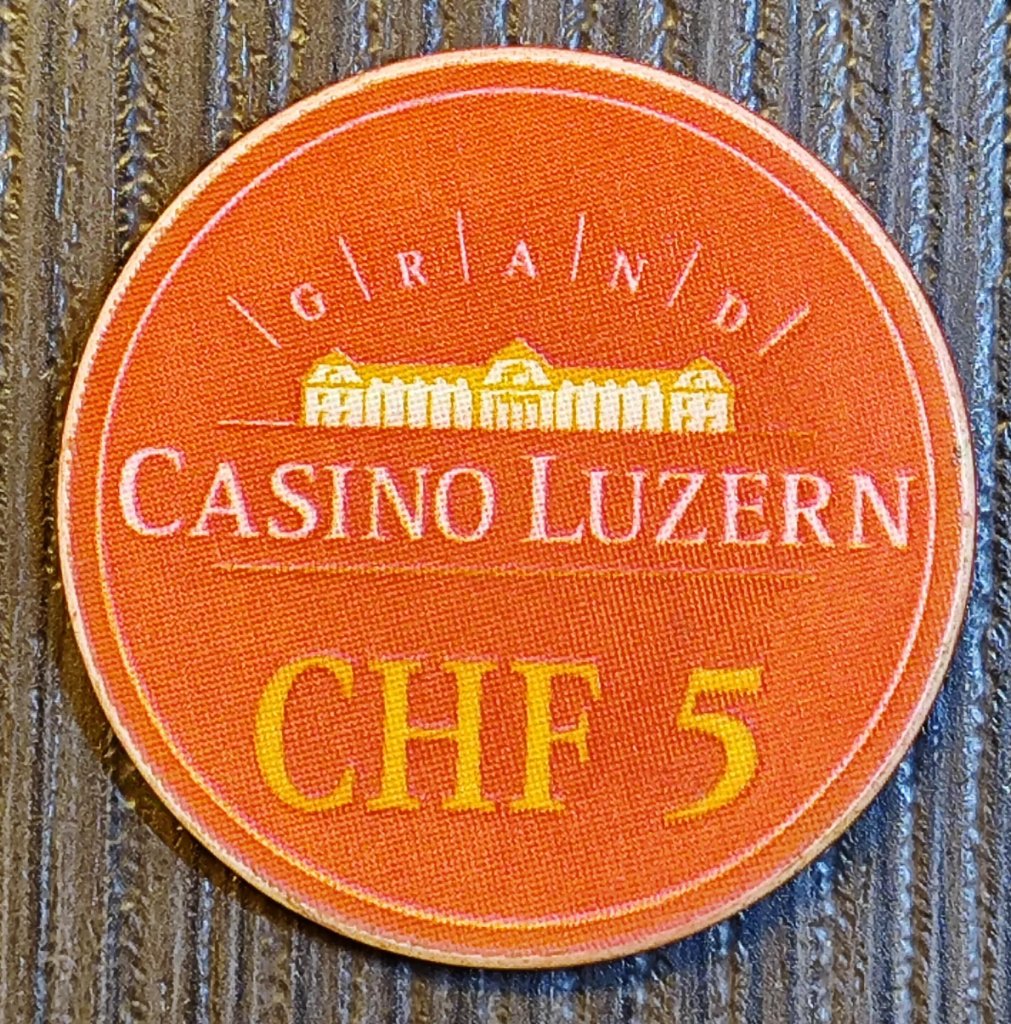 GRAND
CASINO LUZERN
CHF 5